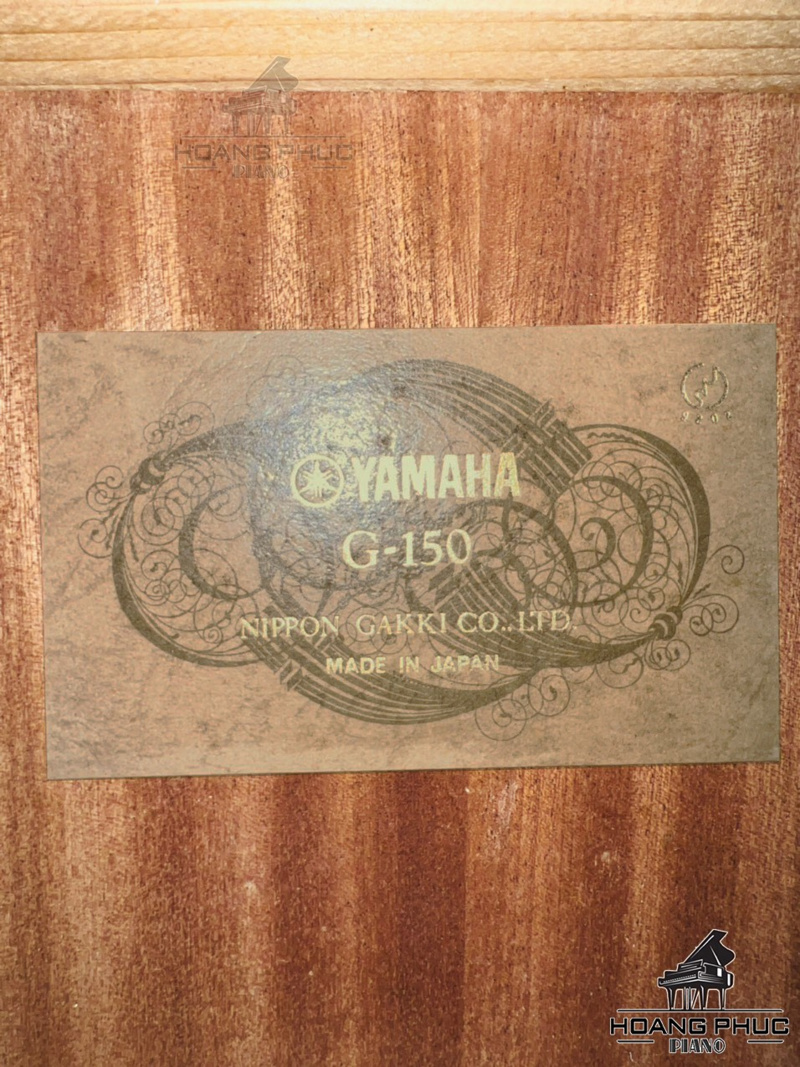 HOANG PHUC
PIANO
YAMAHA
G-150
NIPPON GAKKI CO., LTD.
MADE IN JAPAN
HOANG PHUC
PIANO